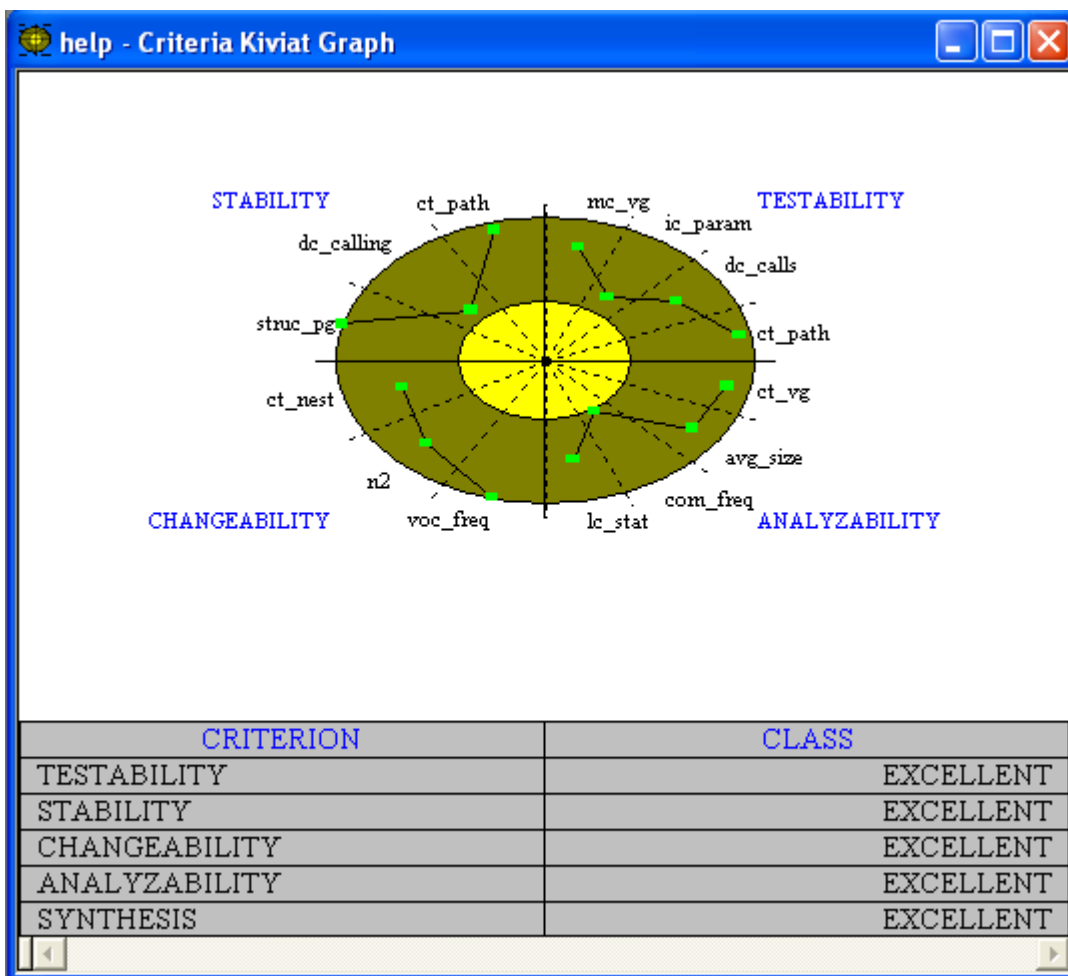 help - Criteria Kiviat Graph
STABILITY
ct_path
mc_vg
TESTABILITY
dc_calling
ic_param
dc_calls
struc_pg
ct_path
ct_nest
ct_vg
n2
avg_size
voc_freq
lc_stat
com_freq
CHANGEABILITY
ANALYZABILITY
CRITERION CLASS
TESTABILITY EXCELLENT
STABILITY EXCELLENT
CHANGEABILITY EXCELLENT
ANALYZABILITY EXCELLENT
SYNTHESIS EXCELLENT